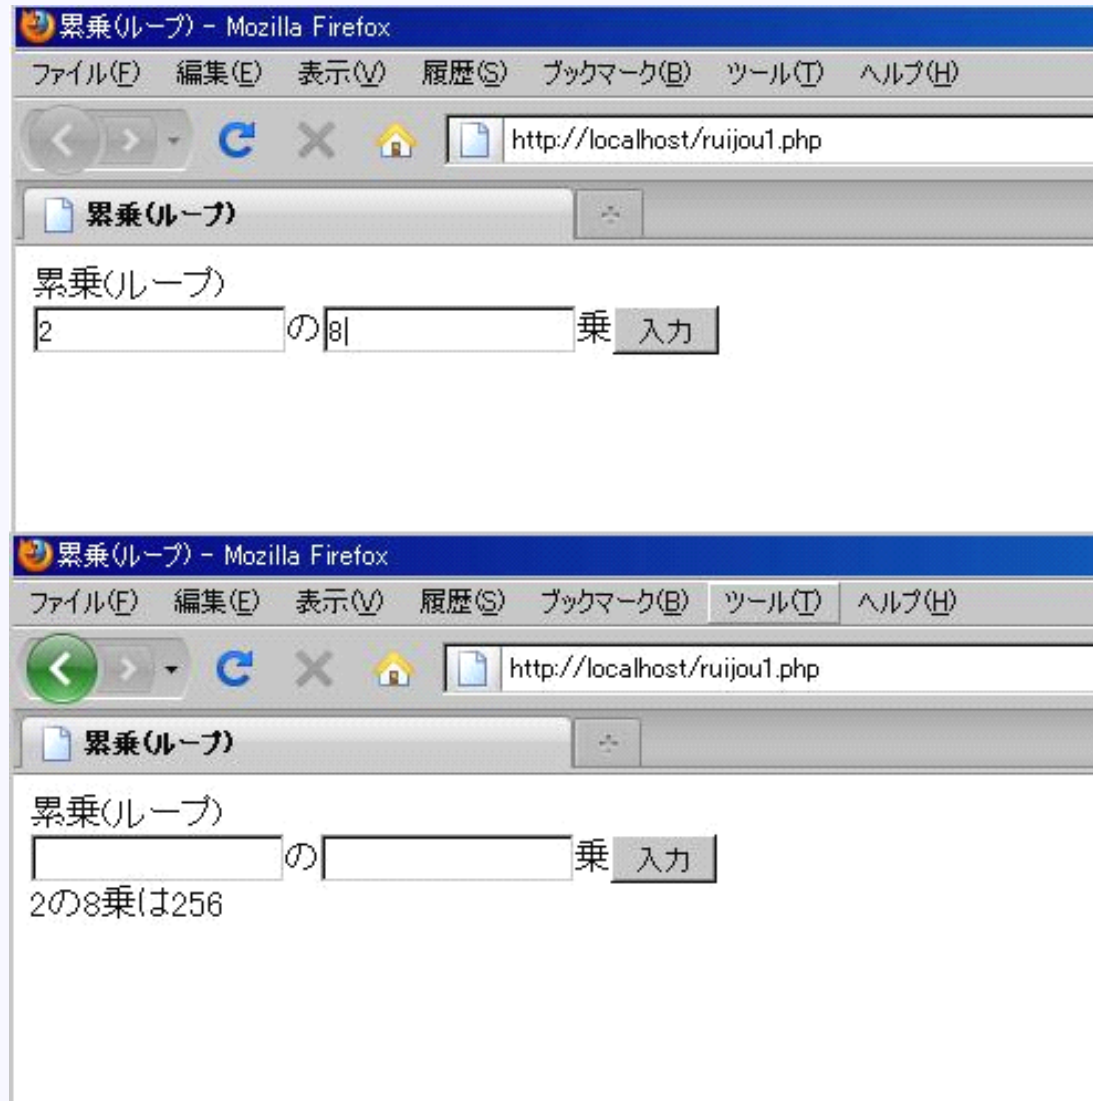 累乗(ループ) - Mozilla Firefox
ファイル(F) 編集(E) 表示(V) 履歴(S) ブックマーク(B) ツール(T) ヘルプ(H)
http://localhost/ruijou1.php
累乗(ループ)
累乗(ループ)
2の8乗 入力
累乗(ループ) - Mozilla Firefox
ファイル(F) 編集(E) 表示(V) 履歴(S) ブックマーク(B) ツール(T) ヘルプ(H)
http://localhost/ruijou1.php
累乗(ループ)
累乗(ループ)
の 乗 入力
2の8乗は256